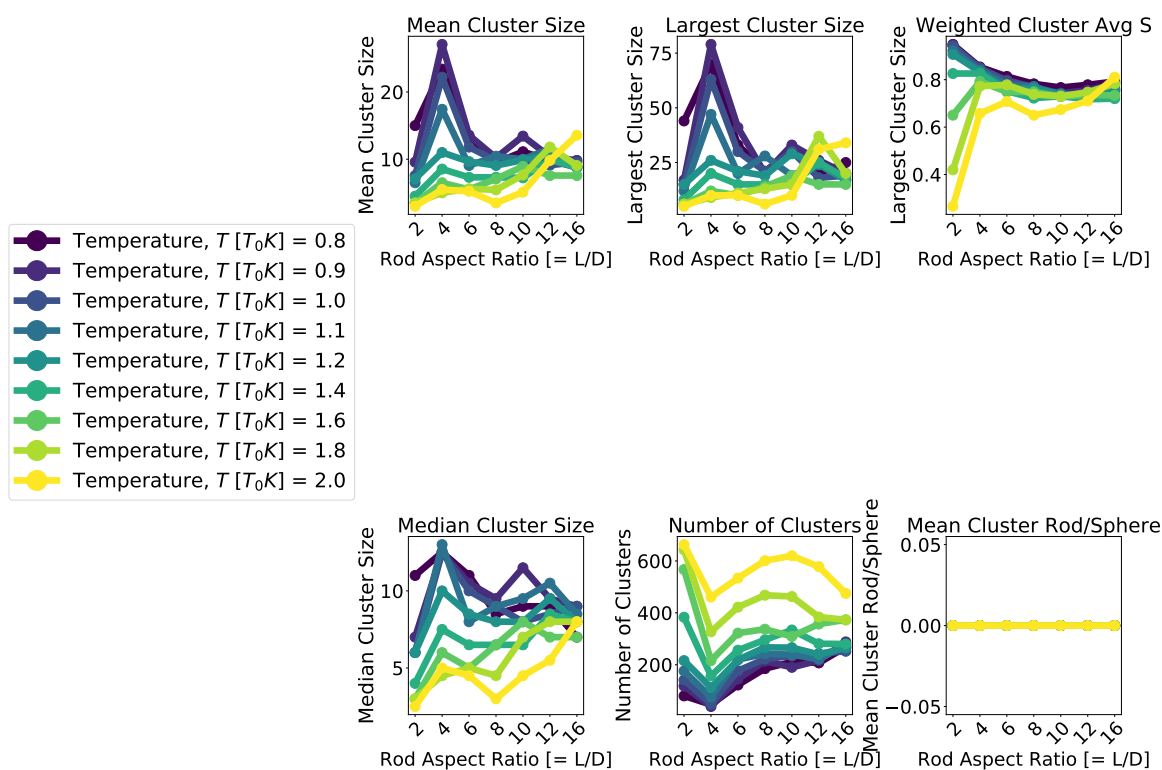 Mean Cluster Size
Mean Cluster Size
20
10
2
4
6
8
10
12
16
Rod Aspect Ratio [= L/D]
Largest Cluster Size
Largest Cluster Size
75
50
25
2
4
6
8
10
12
16
Rod Aspect Ratio [= L/D]
Weighted Cluster Avg S
Largest Cluster Size
0.8
0.6
0.4
2
4
6
8
10
12
16
Rod Aspect Ratio [= L/D]
Temperature, T [T₀K] = 0.8
Temperature, T [T₀K] = 0.9
Temperature, T [T₀K] = 1.0
Temperature, T [T₀K] = 1.1
Temperature, T [T₀K] = 1.2
Temperature, T [T₀K] = 1.4
Temperature, T [T₀K] = 1.6
Temperature, T [T₀K] = 1.8
Temperature, T [T₀K] = 2.0
Median Cluster Size
Median Cluster Size
10
5
2
4
6
8
10
12
16
Rod Aspect Ratio [= L/D]
Number of Clusters
Number of Clusters
600
400
200
2
4
6
8
10
12
16
Rod Aspect Ratio [= L/D]
Mean Cluster Rod/Sphere
Mean Cluster Rod/Sphere
0.05
0.00
−0.05
2
4
6
8
10
12
16
Rod Aspect Ratio [= L/D]